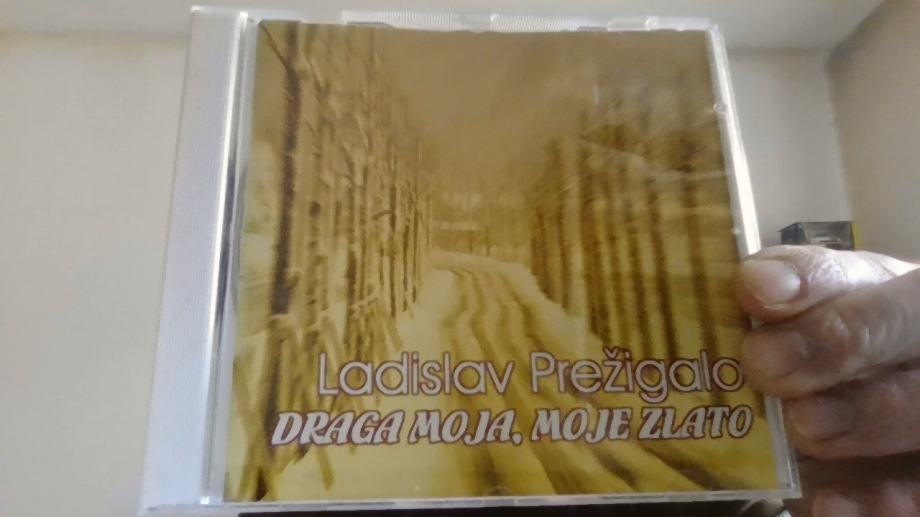 Ladislav Prežigalo
DRAGA MOJA, MOJE ZLATO